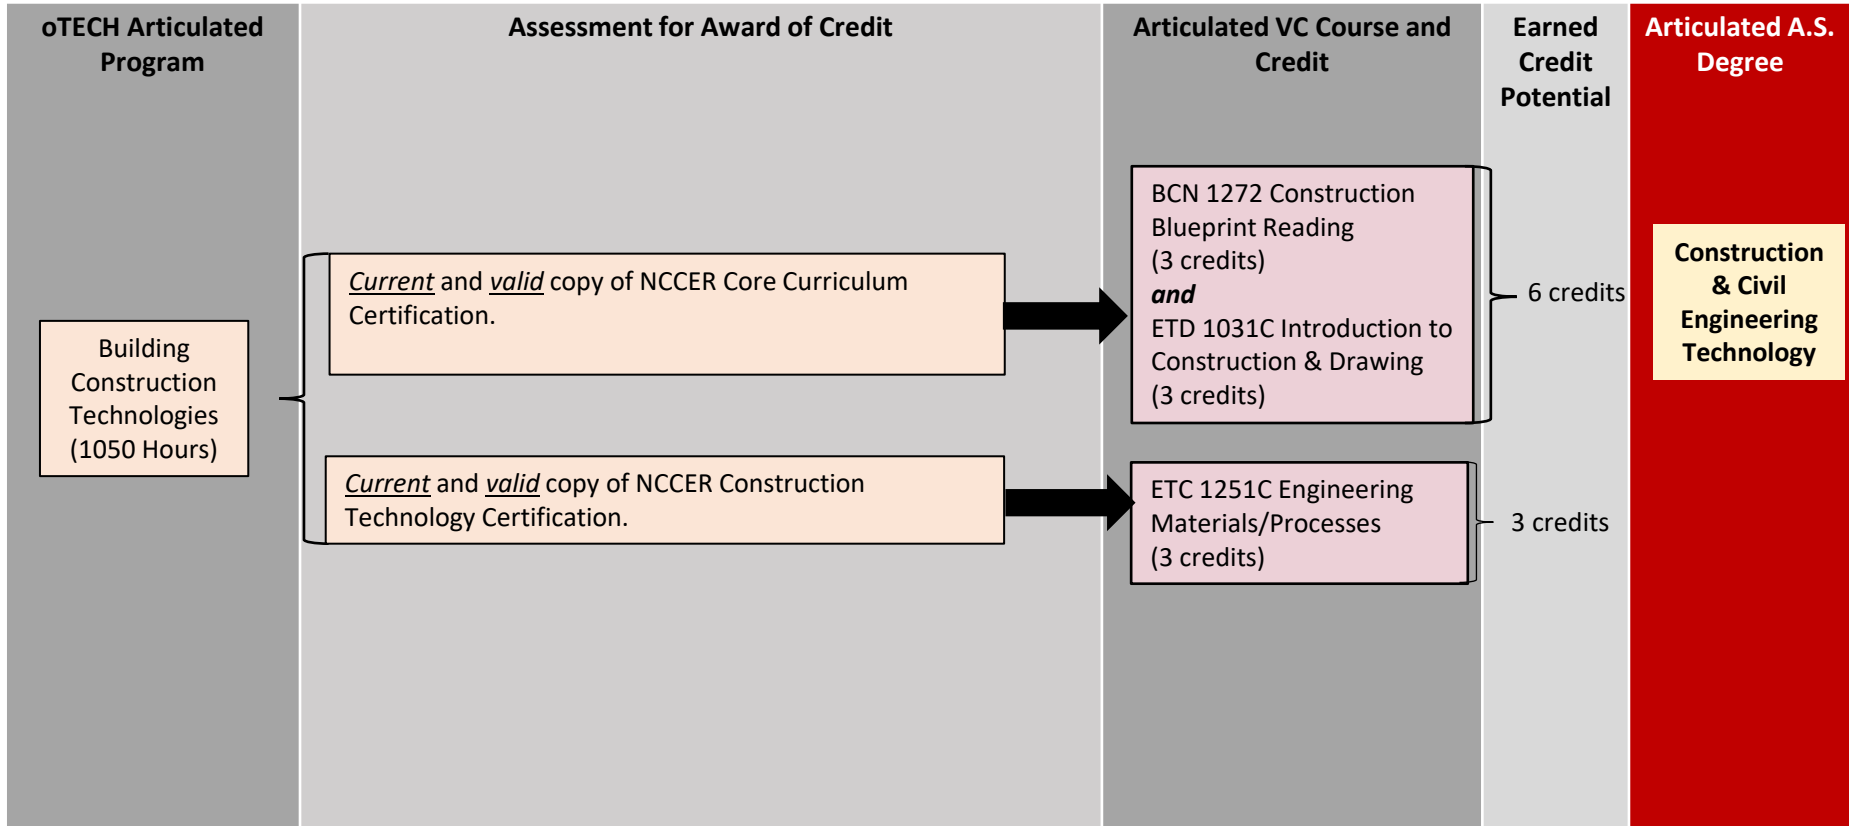 oTECH Articulated
Program
Assessment for Award of Credit
Articulated VC Course and
Credit
Earned
Credit
Potential
Articulated A.S.
Degree
Building
Construction
Technologies
(1050 Hours)
Current and valid copy of NCCER Core Curriculum
Certification.
BCN 1272 Construction
Blueprint Reading
(3 credits)
and
ETD 1031C Introduction to
Construction & Drawing
(3 credits)
6 credits
Construction
& Civil
Engineering
Technology
Current and valid copy of NCCER Construction
Technology Certification.
ETC 1251C Engineering
Materials/Processes
(3 credits)
3 credits